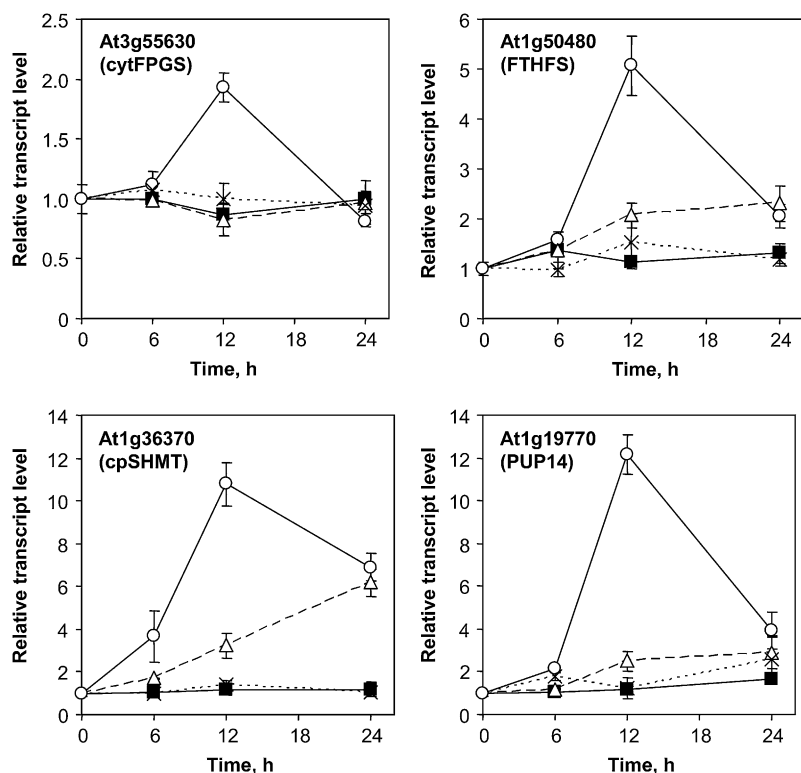 At3g55630
(cytFPGS)
Relative transcript level
2.5
2.0
1.5
1.0
0.5
0
0 6 12 18 24
Time, h
At1g50480
(FTHFS)
Relative transcript level
6
5
4
3
2
1
0
0 6 12 18 24
Time, h
At1g36370
(cpSHMT)
Relative transcript level
14
12
10
8
6
4
2
0
0 6 12 18 24
Time, h
At1g19770
(PUP14)
Relative transcript level
14
12
10
8
6
4
2
0
0 6 12 18 24
Time, h